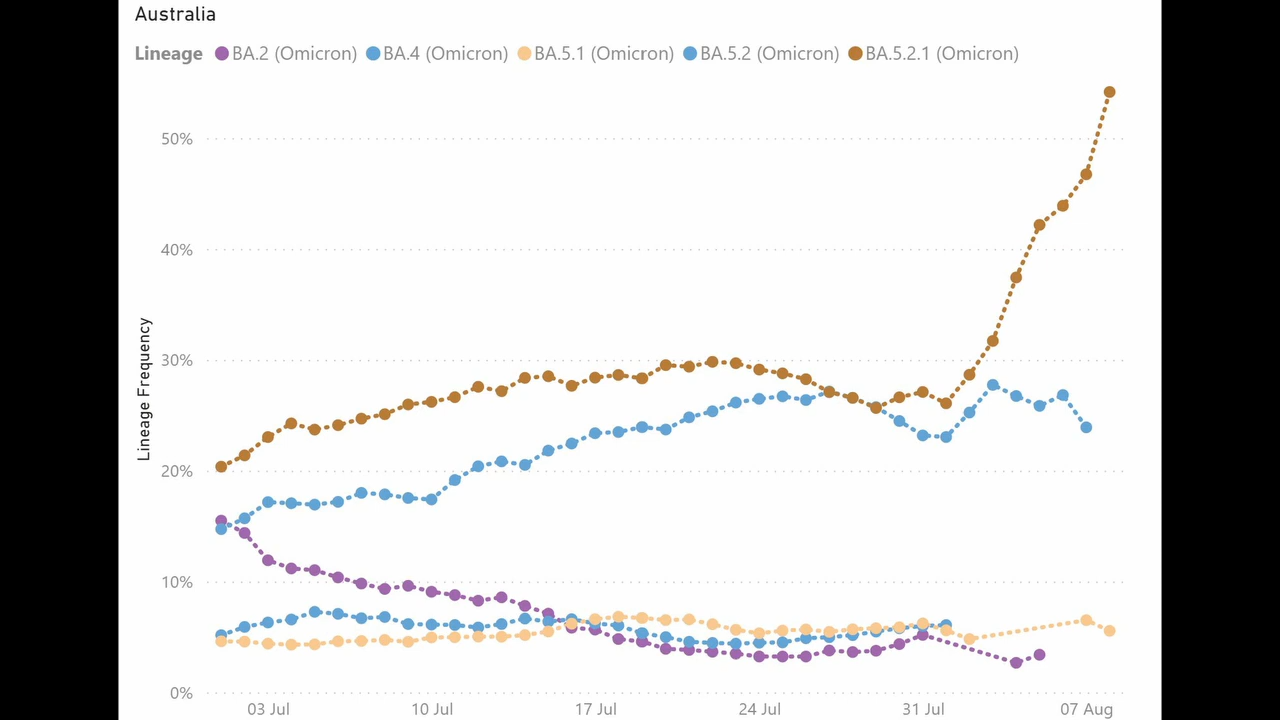 Australia
Lineage BA.2 (Omicron) BA.4 (Omicron) BA.5.1 (Omicron) BA.5.2 (Omicron) BA.5.2.1 (Omicron)
50%
40%
30%
20%
10%
0%
Lineage Frequency
03 Jul 10 Jul 17 Jul 24 Jul 31 Jul 07 Aug